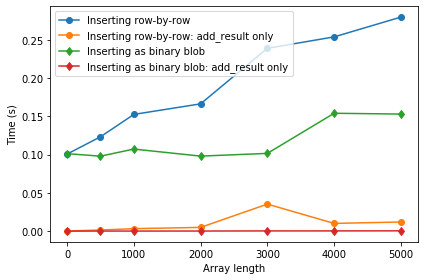 Inserting row-by-row
Inserting row-by-row: add_result only
Inserting as binary blob
Inserting as binary blob: add_result only
Time (s)
0.25
0.20
0.15
0.10
0.05
0.00
0 1000 2000 3000 4000 5000
Array length